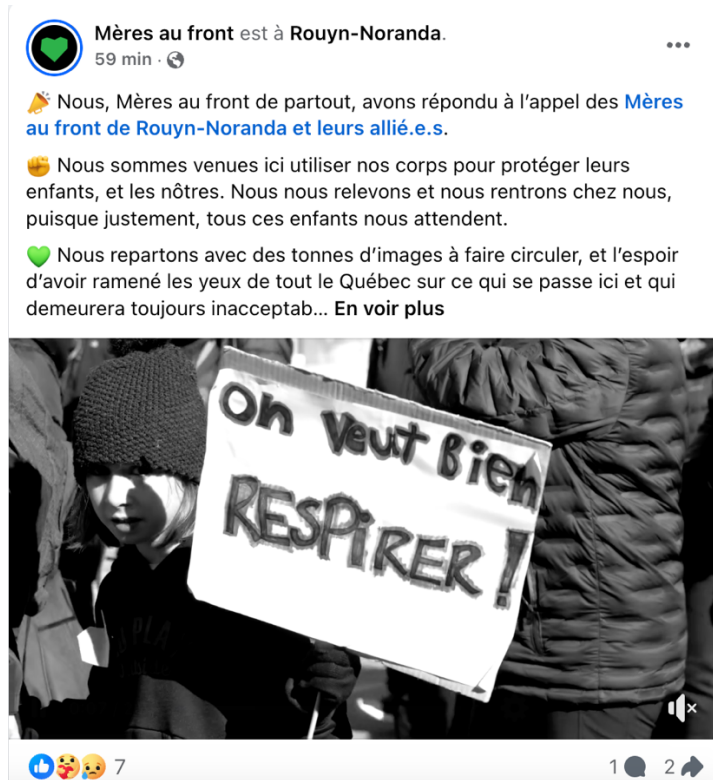 Mères au front est à Rouyn-Noranda.
59 min ·
Nous, Mères au front de partout, avons répondu à l'appel des Mères
au front de Rouyn-Noranda et leurs allié.e.s.
Nous sommes venues ici utiliser nos corps pour protéger leurs
enfants, et les nôtres. Nous nous relevons et nous rentrons chez nous,
puisque justement, tous ces enfants nous attendent.
Nous repartons avec des tonnes d'images à faire circuler, et l'espoir
d'avoir ramené les yeux de tout le Québec sur ce qui se passe ici et qui
demeurera toujours inacceptab... En voir plus
on veut Bien
RESPiRER !
7
1
2